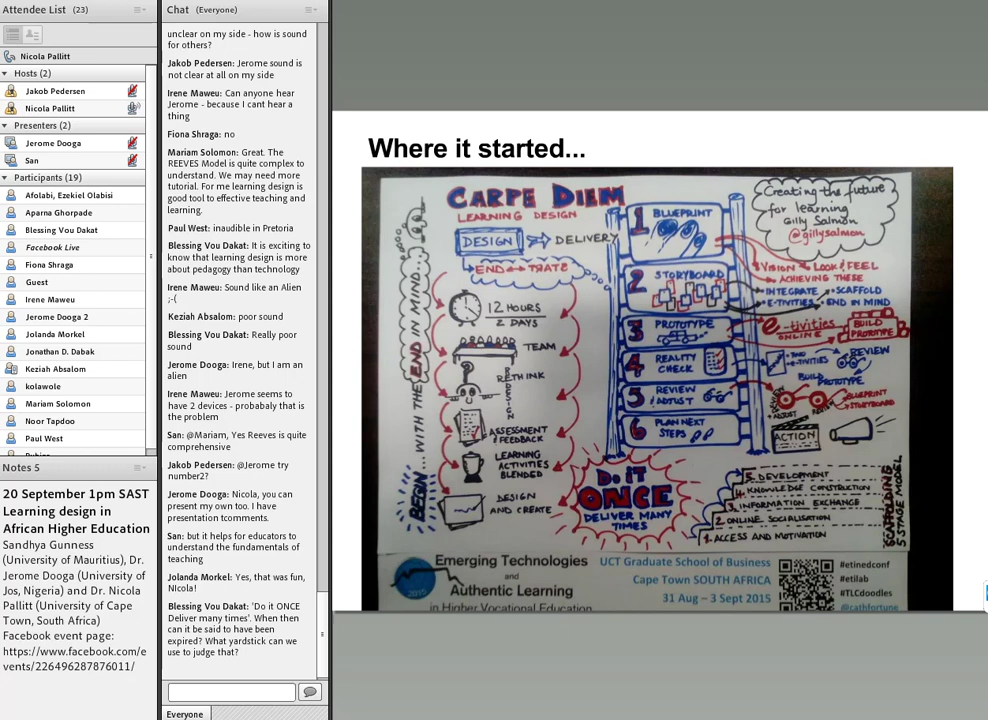 Attendee List (23)
Nicola Pallitt
Hosts (2)
Jakob Pedersen
Nicola Pallitt
Presenters (2)
Jerome Dooga
San
Participants (19)
Afolabi, Ezekiel Olabisi
Aparna Ghorpade
Blessing Vou Dakat
Facebook Live
Fiona Shraga
Guest
Irene Maweu
Jerome Dooga 2
Jolanda Morkel
Jonathan D. Dabak
Keziah Absalom
kolawole
Mariam Solomon
Noor Tapdoo
Paul West
Notes 5
20 September 1pm SAST
Learning design in
African Higher Education
Sandhya Gunness
(University of Mauritius), Dr.
Jerome Dooga (University of
Jos, Nigeria) and Dr. Nicola
Pallitt (University of Cape
Town, South Africa)
Facebook event page:
https://www.facebook.com/e
vents/226496287876011/
Chat (Everyone)
unclear on my side - how is sound
for others?
Jakob Pedersen: Jerome sound is
not clear at all on my side
Irene Maweu: Can anyone hear
Jerome - because I cant hear a
thing
Fiona Shraga: no
Mariam Solomon: Great. The
REEVES Model is quite complex to
understand. We may need more
tutorial. For me learning design is
good tool to effective teaching and
learning.
Paul West: inaudible in Pretoria
Blessing Vou Dakat: It is exciting to
know that learning design is more
about pedagogy than technology
Irene Maweu: Sound like an Alien
;-(
Keziah Absalom: poor sound
Blessing Vou Dakat: Really poor
sound
Jerome Dooga: Irene, but I am an
alien
Irene Maweu: Jerome seems to
have 2 devices - probabaly that is
the problem
San: @Mariam, Yes Reeves is quite
comprehensive
Jakob Pedersen: @Jerome try
number2?
Jerome Dooga: Nicola, you can
present my own too. I have
presentation tcomments.
San: but it helps for educators to
understand the fundamentals of
teaching
Jolanda Morkel: Yes, that was fun,
NIcola!
Blessing Vou Dakat: 'Do it ONCE
Deliver many times'. When then
can it be said to have been
expired? What yardstick can we
use to judge that?
Everyone
Where it started...
CARPE DIEM
LEARNING DESIGN
DESIGN
DELIVERY
END
BEGIN...WITH THE END IN MIND...
12 HOURS
2 DAYS
TEAM
RETHINK
DESIGN
ASSESSMENT
& FEEDBACK
LEARNING
ACTIVITIES
BLENDED
DESIGN
AND CREATE
1 BLUEPRINT
2 STORYBOARD
3 PROTOTYPE
4 REALITY
CHECK
5 REVIEW
& ADJUST
6 PLAN NEXT
STEPS
Creating the future
for learning
Gilly Salmon
@gillysalmon
VISION
LOOK & FEEL
ACHIEVING THESE
INTEGRATE
SCAFFOLD
E-TIVITIES
END IN MIND
e-tivities
ONLINE
BUILD
PROTOTYPE
REVIEW
BUILD
PROTOTYPE
BLUEPRINT
STORYBOARD
ACTION
Do iT
ONCE
DELIVER MANY
TIMES
5. DEVELOPMENT
4. KNOWLEDGE CONSTRUCTION
3. INFORMATION EXCHANGE
2. ONLINE SOCIALISATION
1. ACCESS AND MOTIVATION
SCAFFOLDING
5 STAGE MODEL
2015
Emerging Technologies
and
Authentic Learning
in Higher Vocational Education
UCT Graduate School of Business
Cape Town SOUTH AFRICA
31 Aug – 3 Sept 2015
#etinedconf
#etilab
#TLCdoodles
@cathfortune